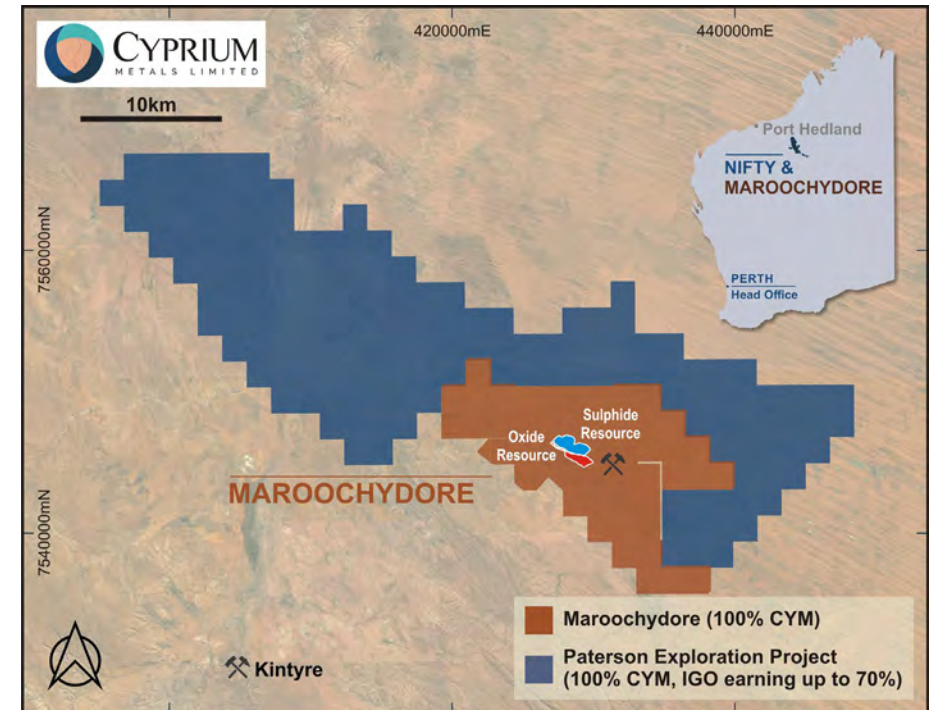 CYPRIUM
METALS LIMITED
420000mE
440000mE
10km
Port Hedland
NIFTY &
MAROOCHYDORE
PERTH
Head Office
7560000mN
Sulphide
Resource
Oxide
Resource
MAROOCHYDORE
7540000mN
Maroochydore (100% CYM)
Paterson Exploration Project
(100% CYM, IGO earning up to 70%)
Kintyre